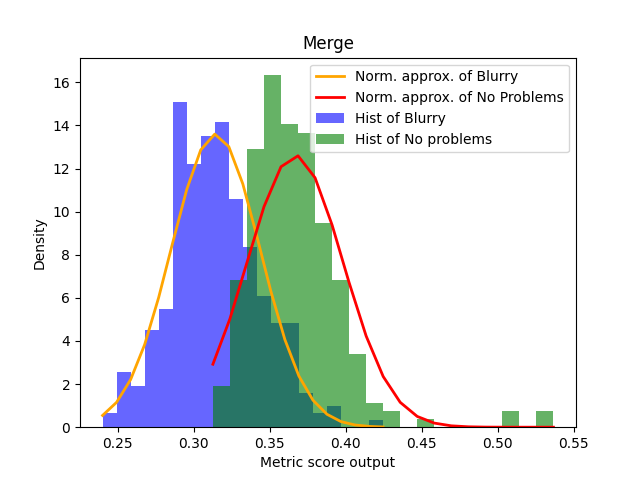 Merge
Norm. approx. of Blurry
Norm. approx. of No Problems
Hist of Blurry
Hist of No problems
Density
16
14
12
10
8
6
4
2
0
0.25 0.30 0.35 0.40 0.45 0.50 0.55
Metric score output